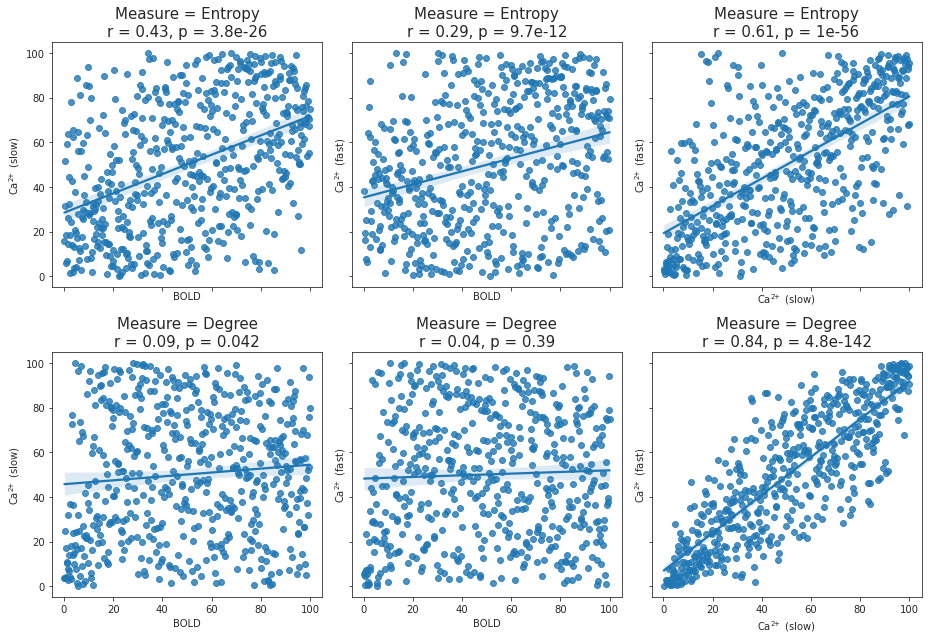 Measure = Entropy
r = 0.43, p = 3.8e-26
Measure = Entropy
r = 0.29, p = 9.7e-12
Measure = Entropy
r = 0.61, p = 1e-56
100
80
60
40
20
0
Ca²⁺ (slow)
Ca²⁺ (fast)
Ca²⁺ (fast)
BOLD
BOLD
Ca²⁺ (slow)
Measure = Degree
r = 0.09, p = 0.042
Measure = Degree
r = 0.04, p = 0.39
Measure = Degree
r = 0.84, p = 4.8e-142
100
80
60
40
20
0
Ca²⁺ (slow)
Ca²⁺ (fast)
Ca²⁺ (fast)
0 20 40 60 80 100
0 20 40 60 80 100
0 20 40 60 80 100
BOLD
BOLD
Ca²⁺ (slow)